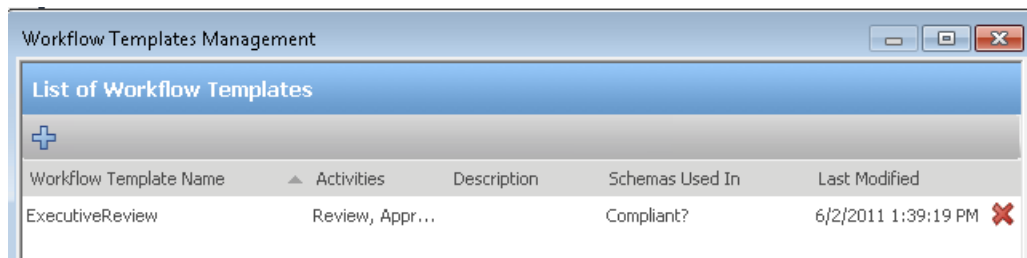 Workflow Templates Management
List of Workflow Templates
Workflow Template Name Activities Description Schemas Used In Last Modified
ExecutiveReview Review, Appr... Compliant? 6/2/2011 1:39:19 PM